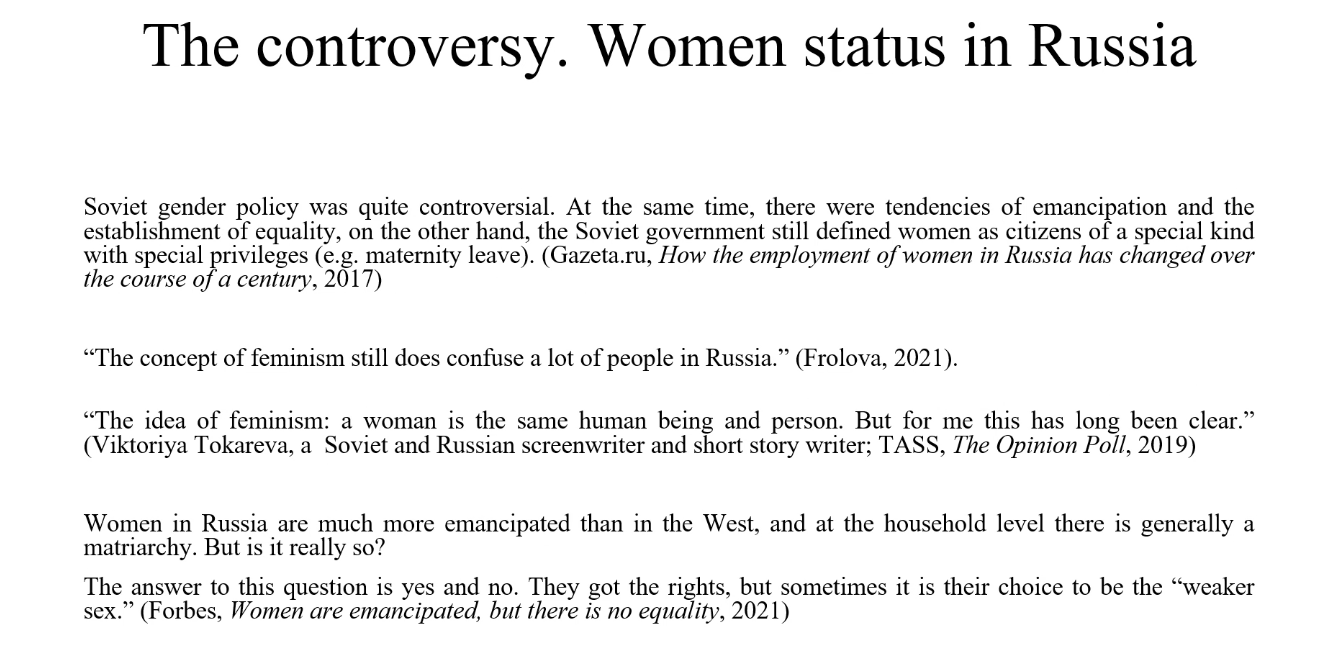 The controversy. Women status in Russia
Soviet gender policy was quite controversial. At the same time, there were tendencies of emancipation and the
establishment of equality, on the other hand, the Soviet government still defined women as citizens of a special kind
with special privileges (e.g. maternity leave). (Gazeta.ru, How the employment of women in Russia has changed over
the course of a century, 2017)
“The concept of feminism still does confuse a lot of people in Russia.” (Frolova, 2021).
“The idea of feminism: a woman is the same human being and person. But for me this has long been clear.”
(Viktoriya Tokareva, a  Soviet and Russian screenwriter and short story writer; TASS, The Opinion Poll, 2019)
Women in Russia are much more emancipated than in the West, and at the household level there is generally a
matriarchy. But is it really so?
The answer to this question is yes and no. They got the rights, but sometimes it is their choice to be the “weaker
sex.” (Forbes, Women are emancipated, but there is no equality, 2021)